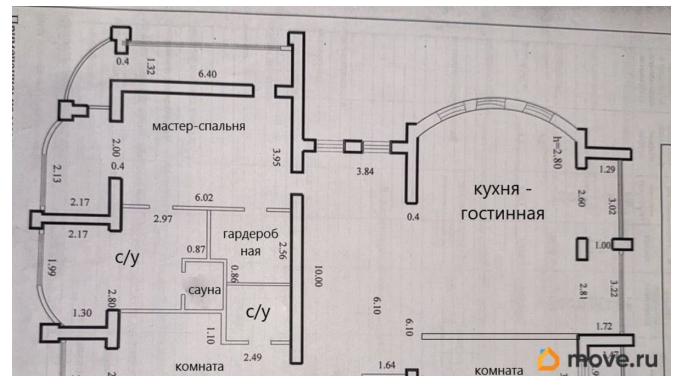 0.4
1.32
6.40
мастер-спальня
2.00
0.4
2.13
3.95
3.84
h=2.80
кухня -
гостинная
1.29
2.60
3.02
0.4
2.17
6.02
2.97
2.17
гардероб
ная
2.56
с/у
0.87
1.00
1.99
0.86
сауна
10.00
2.81
3.22
2.80
с/у
6.10
1.30
1.10
6.10
1.72
2.49
комната
1.64
комната
move.ru